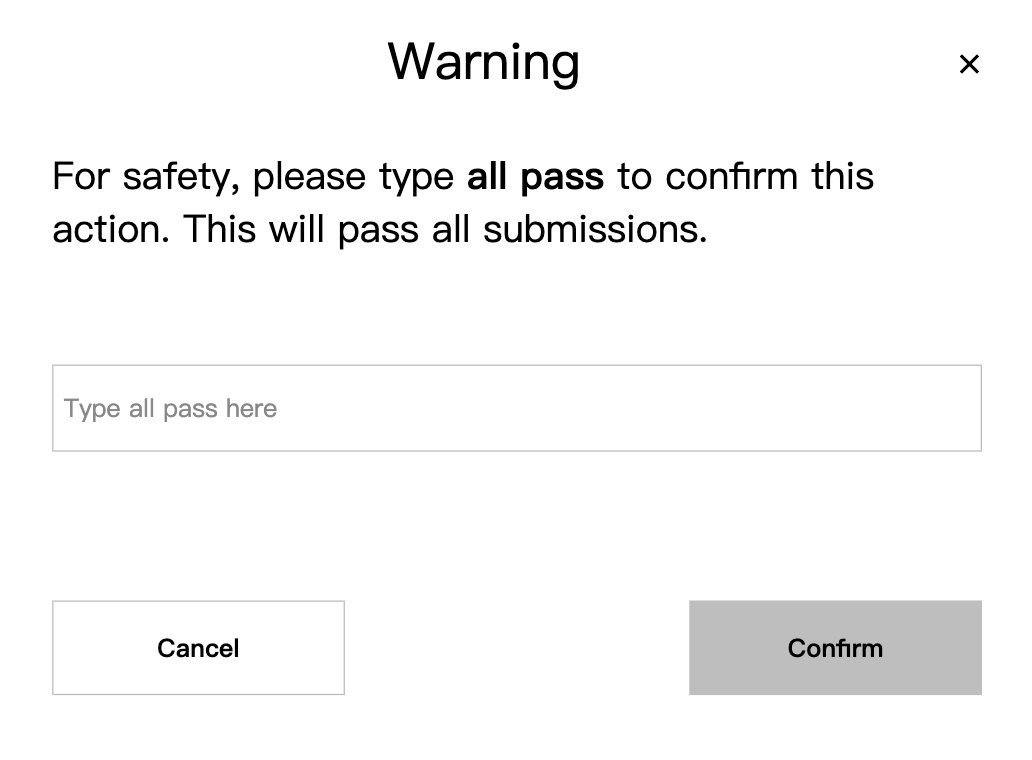 Warning
×
For safety, please type all pass to confirm this
action. This will pass all submissions.
Type all pass here
Cancel
Confirm